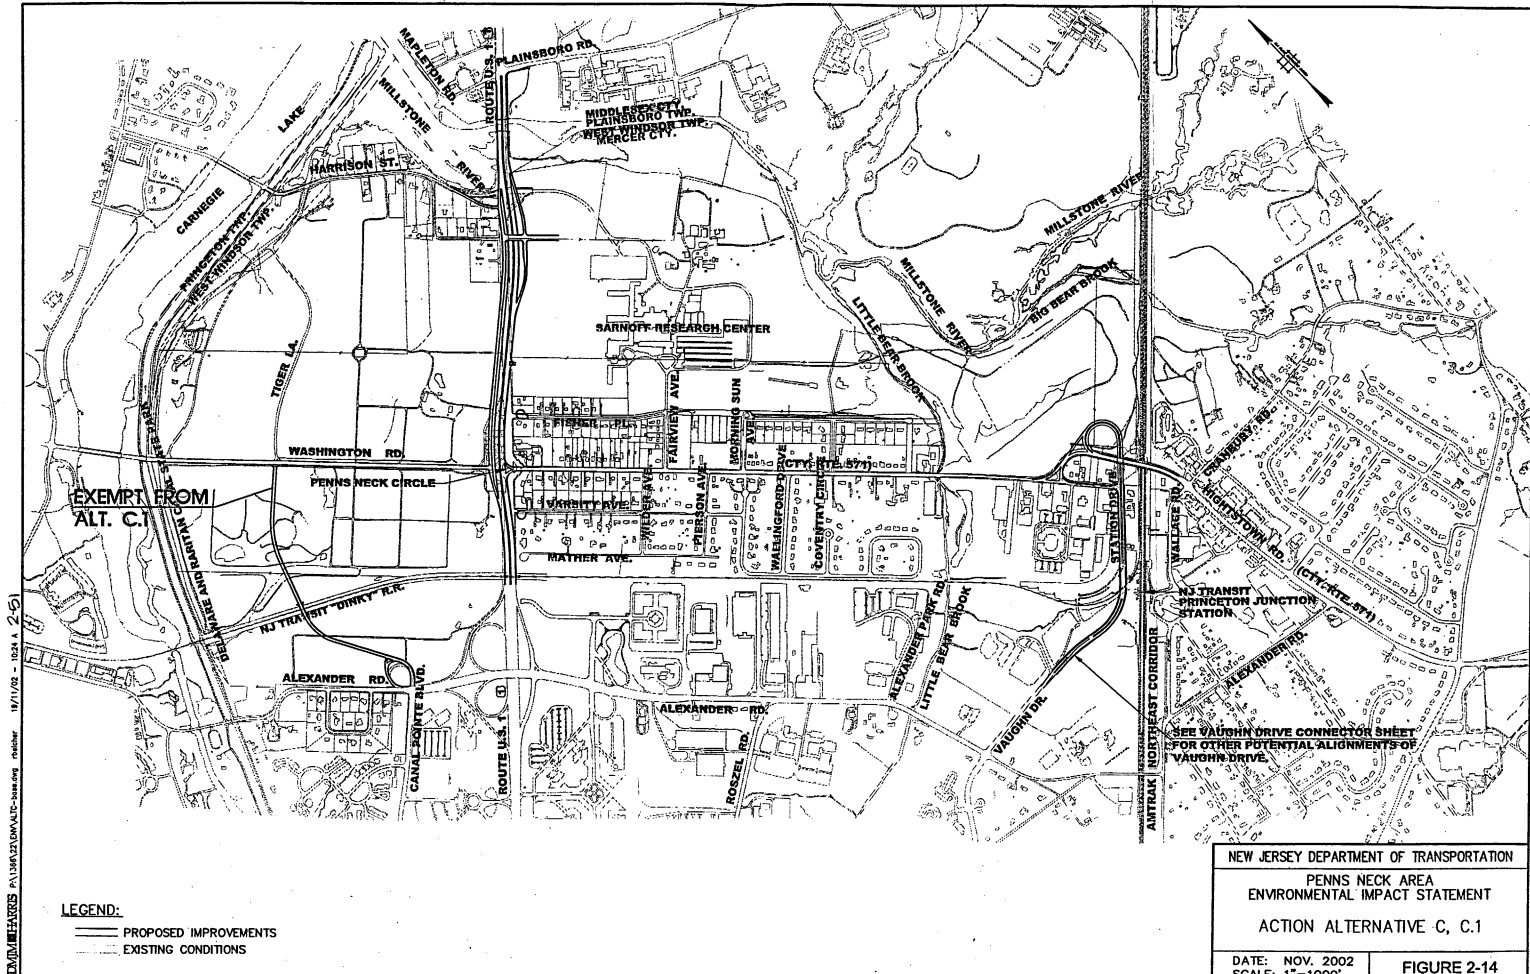 MAPLETON RD.
ROUTE U.S. 1
PLAINSBORO RD.
LAKE
MILLSTONE
RIVER
MIDDLESEX CTY.
PLAINSBORO TWP.
WEST WINDSOR TWP.
MERCER CTY.
HARRISON ST.
CARNEGIE
PRINCETON TWP.
WEST WINDSOR TWP.
MILLSTONE RIVER
MILLSTONE RIVER
BIG BEAR BROOK
LITTLE BEAR BROOK
SARNOFF RESEARCH CENTER
TIGER LA.
FAIRVIEW AVE.
MORNING SUN
AVE.
FISHER PL.
CRANBURY RD.
WASHINGTON RD.
(CTY. RTE. 571)
PENNS NECK CIRCLE
EXEMPT FROM
ALT. C.1
DELAWARE AND RARITAN CANAL STATE PARK
VARSITY AVE.
WILDER AVE.
PIERSON AVE.
WALLINGFORD DRIVE
COVENTRY CIRCLE
STATION DRIVE
WALLACE RD.
HIGHTSTOWN RD.
(CTY. RTE. 571)
MATHER AVE.
NJ TRANSIT "DINKY" R.R.
NJ TRANSIT
PRINCETON JUNCTION
STATION
ALEXANDER PARK RD.
LITTLE BEAR BROOK
ALEXANDER RD.
ALEXANDER RD.
ALEXANDER RD.
CANAL POINTE BLVD.
ROUTE U.S. 1
ROSZEL RD.
VAUGHN DR.
AMTRAK NORTHEAST CORRIDOR
SEE VAUGHN DRIVE CONNECTOR SHEET
FOR OTHER POTENTIAL ALIGNMENTS OF
VAUGHN DRIVE.
LEGEND:
PROPOSED IMPROVEMENTS
EXISTING CONDITIONS
NEW JERSEY DEPARTMENT OF TRANSPORTATION
PENNS NECK AREA
ENVIRONMENTAL IMPACT STATEMENT
ACTION ALTERNATIVE C, C.1
DATE: NOV. 2002
SCALE: 1"=1000'
FIGURE 2-14